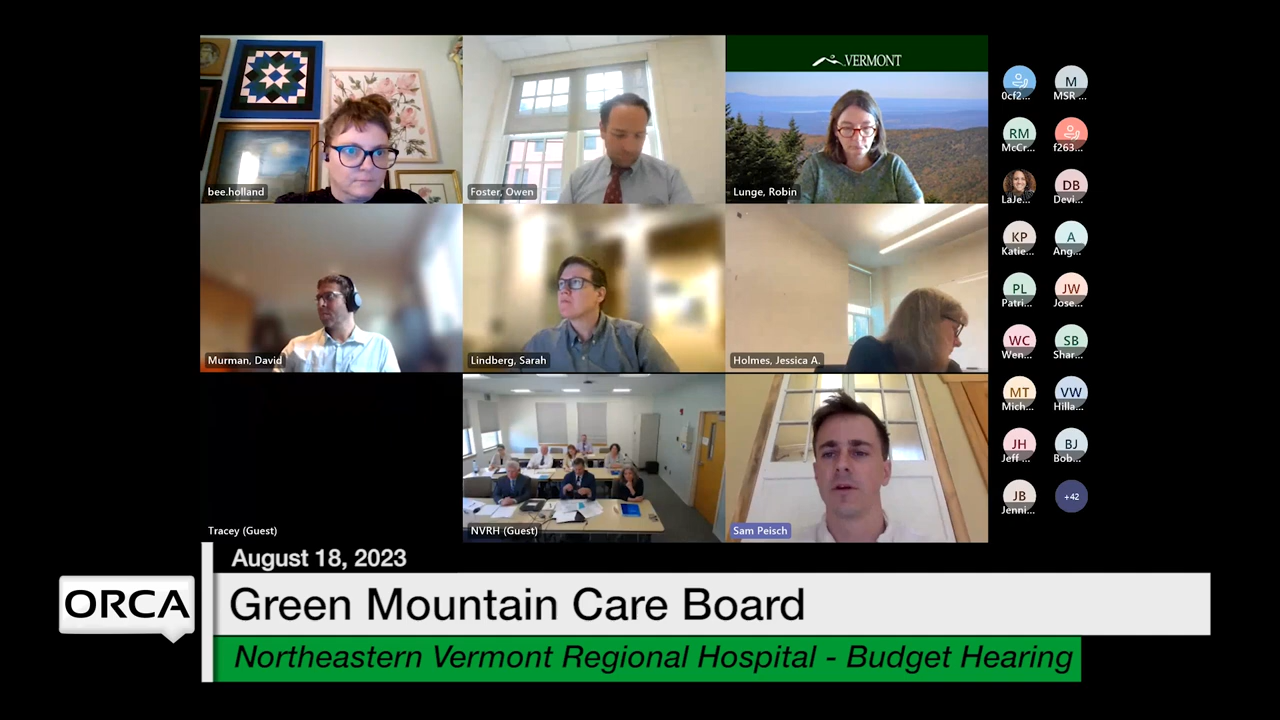 VERMONT
bee.holland
Foster, Owen
Lunge, Robin
Murman, David
Lindberg, Sarah
Holmes, Jessica A.
Tracey (Guest)
NVRH (Guest)
Sam Peisch
0cf2...
M
MSR ...
RM
McCr...
f263...
LaJe...
DB
Devi...
KP
Katie...
A
Ang...
PL
Patri...
JW
Jose...
WC
Wen...
SB
Shar...
MT
Mich...
VW
Hilla...
JH
Jeff ...
BJ
Bob...
JB
Jenni...
+42
August 18, 2023
ORCA
Green Mountain Care Board
Northeastern Vermont Regional Hospital - Budget Hearing